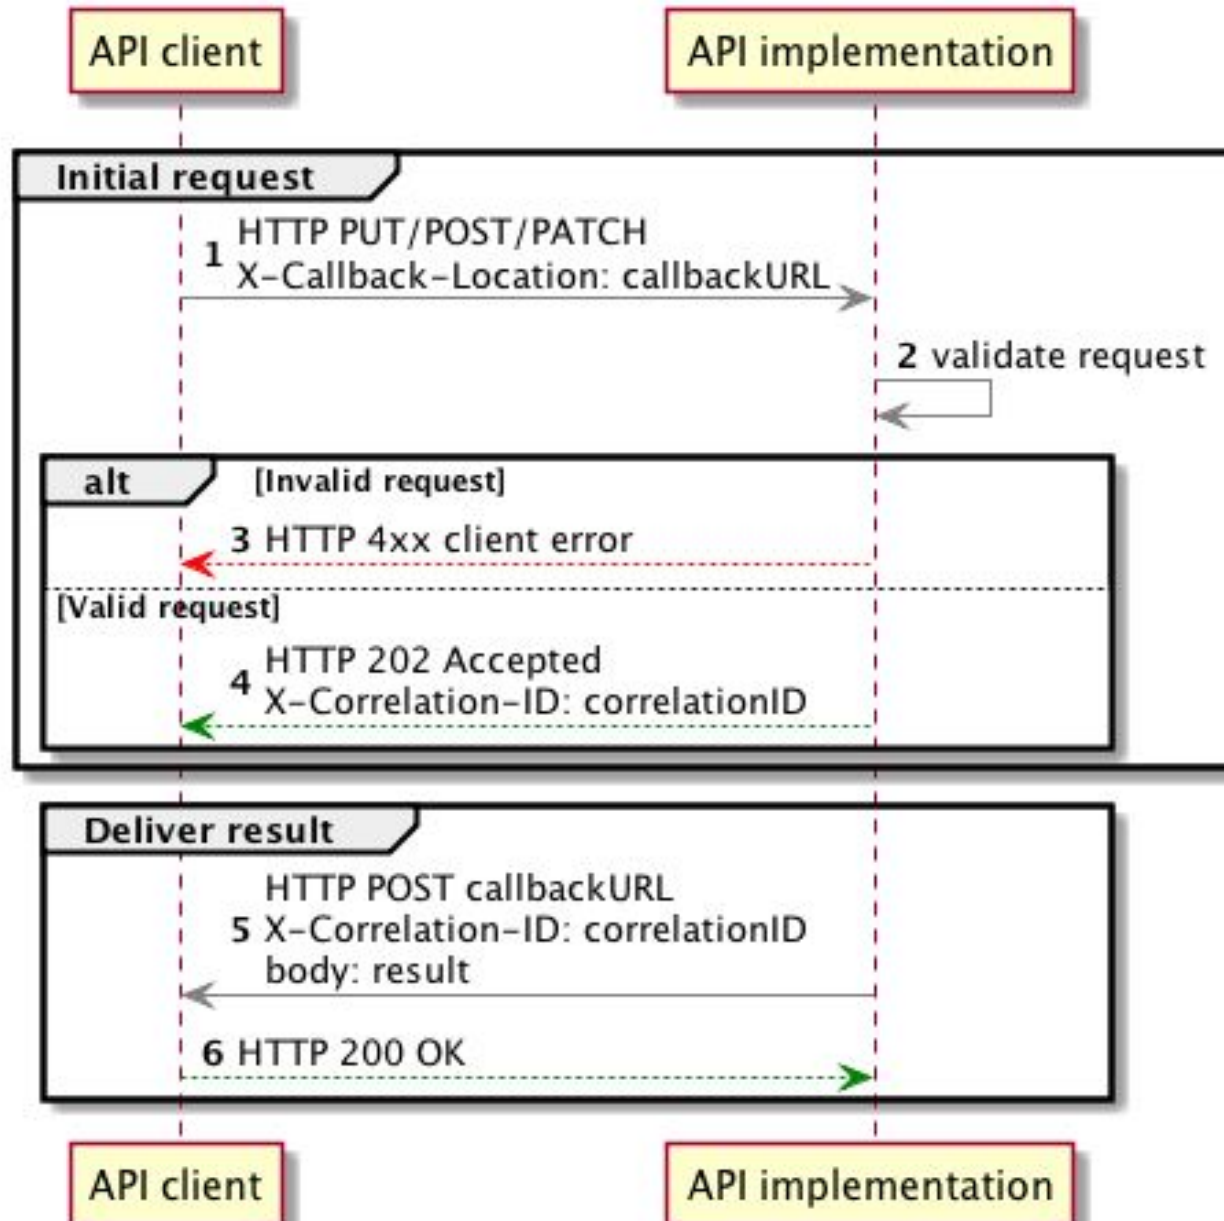 API client
API implementation
Initial request
1
HTTP PUT/POST/PATCH
X-Callback-Location: callbackURL
2 validate request
alt
[Invalid request]
3 HTTP 4xx client error
[Valid request]
4
HTTP 202 Accepted
X-Correlation-ID: correlationID
Deliver result
HTTP POST callbackURL
5 X-Correlation-ID: correlationID
body: result
6 HTTP 200 OK
API client
API implementation